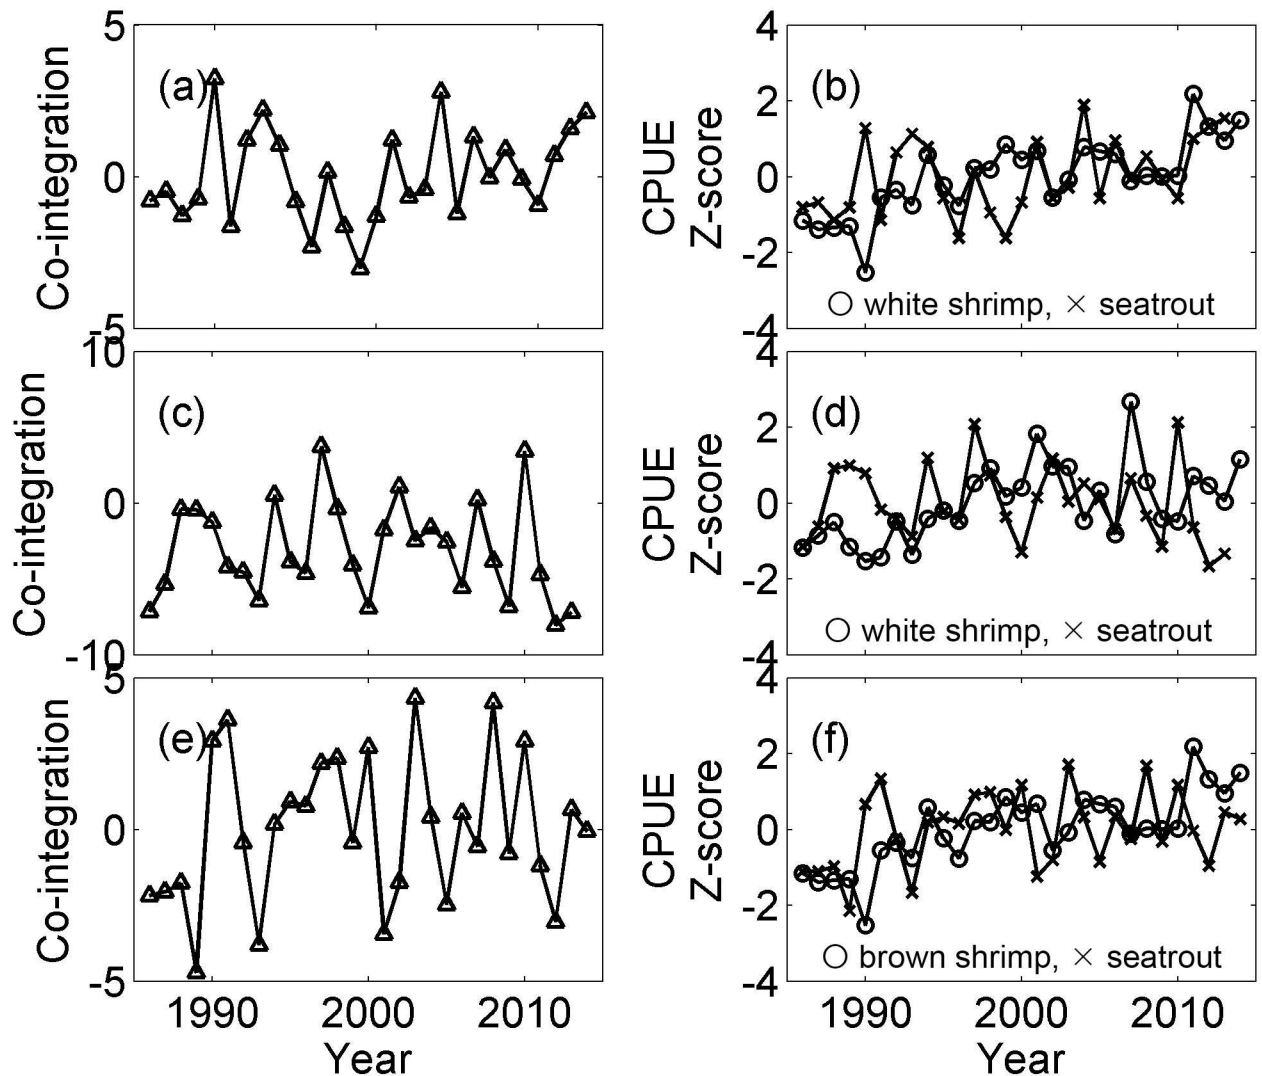 5
0
-5
Co-integration
(a)
4
2
0
-2
-4
CPUE
Z-score
(b)
white shrimp, × seatrout
10
0
-10
Co-integration
(c)
4
2
0
-2
-4
CPUE
Z-score
(d)
white shrimp, × seatrout
5
0
-5
Co-integration
(e)
1990 2000 2010
Year
4
2
0
-2
-4
CPUE
Z-score
(f)
brown shrimp, × seatrout
1990 2000 2010
Year